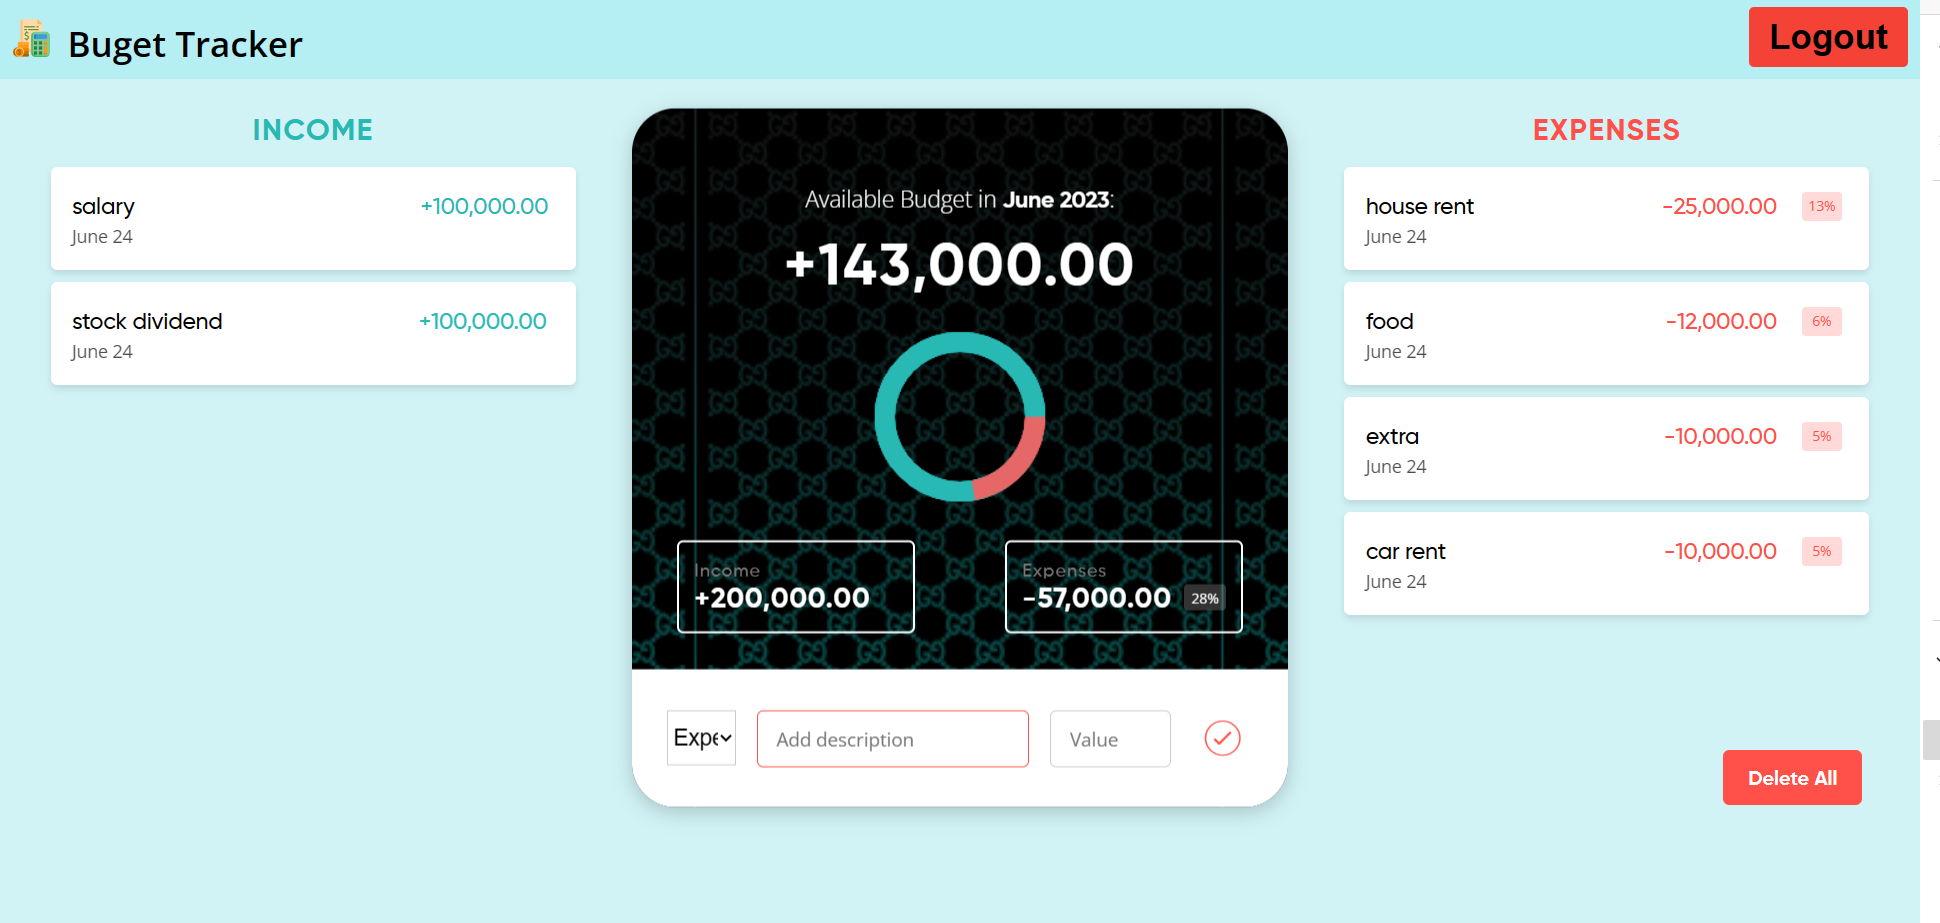 Buget Tracker
Logout
INCOME
salary
+100,000.00
June 24
stock dividend
+100,000.00
June 24
Available Budget in June 2023:
+143,000.00
Income
+200,000.00
Expenses
-57,000.00
28%
Expe
Add description
Value
EXPENSES
house rent
-25,000.00
13%
June 24
food
-12,000.00
6%
June 24
extra
-10,000.00
5%
June 24
car rent
-10,000.00
5%
June 24
Delete All